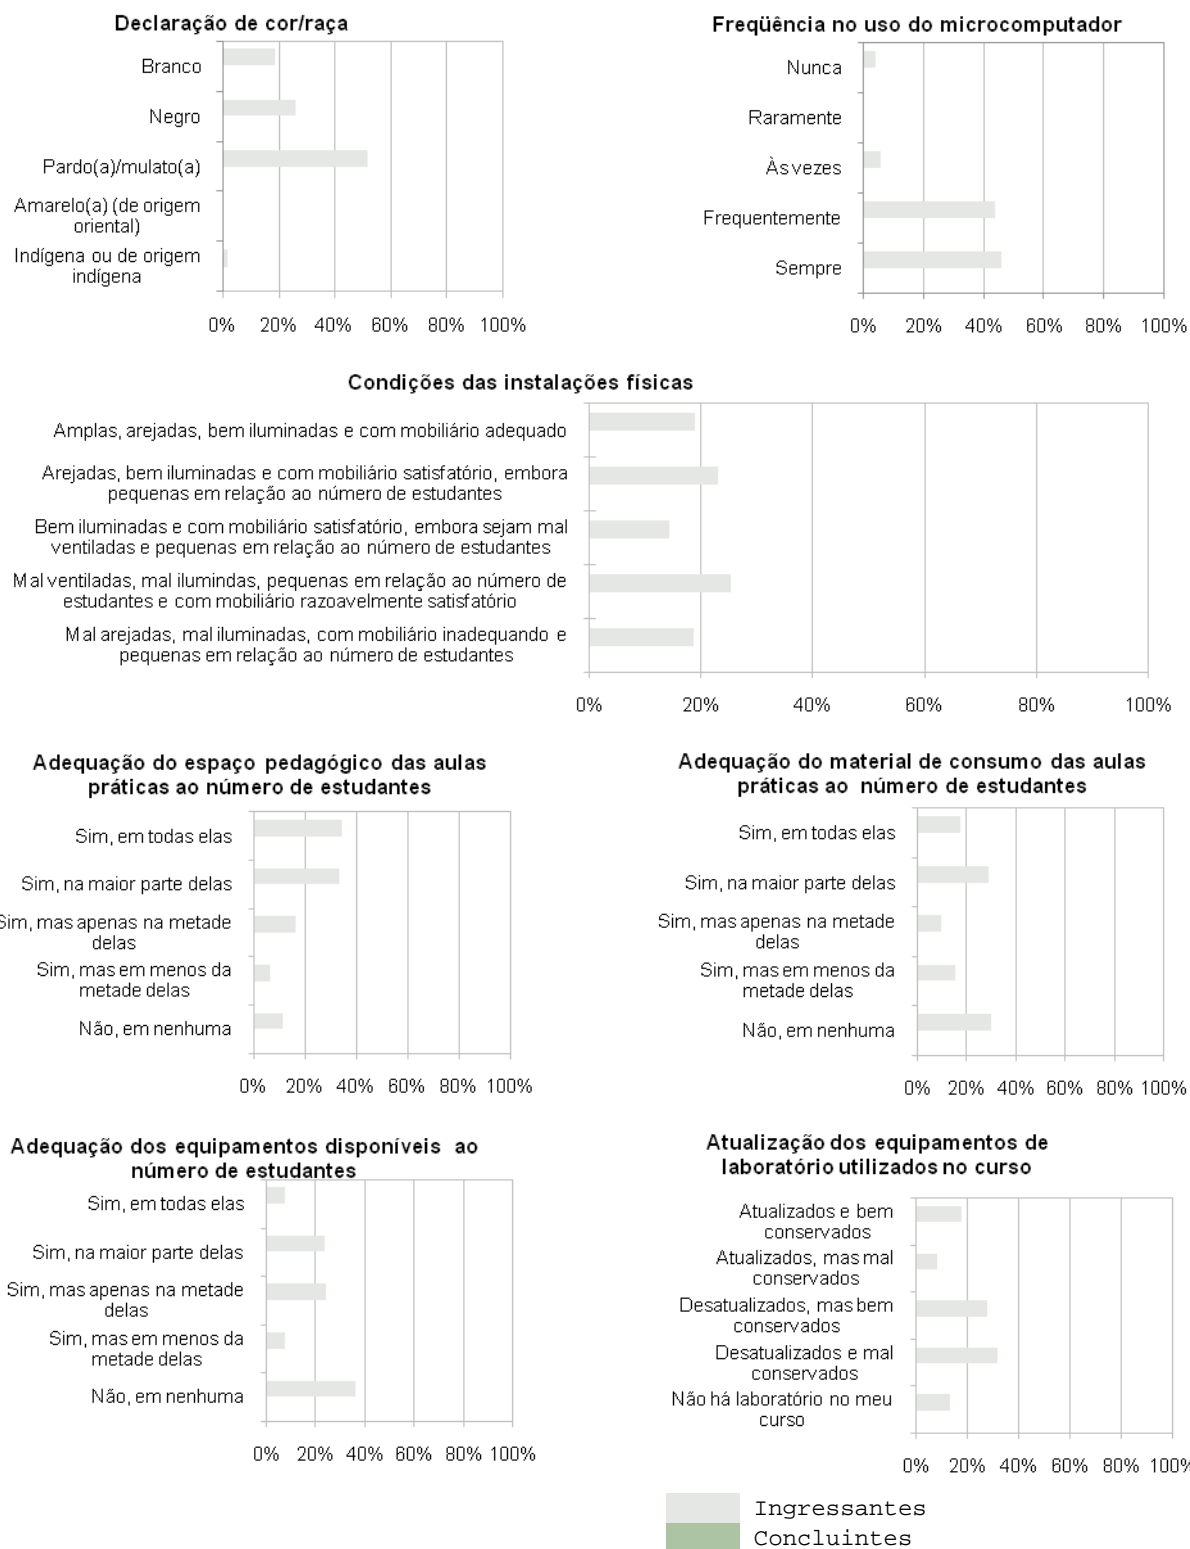 Declaração de cor/raça
Branco
Negro
Pardo(a)/mulato(a)
Amarelo(a) (de origem
oriental)
Indígena ou de origem
indígena
0% 20% 40% 60% 80% 100%
Freqüência no uso do microcomputador
Nunca
Raramente
Às vezes
Frequentemente
Sempre
0% 20% 40% 60% 80% 100%
Condições das instalações físicas
Amplas, arejadas, bem iluminadas e com mobiliário adequado
Arejadas, bem iluminadas e com mobiliário satisfatório, embora
pequenas em relação ao número de estudantes
Bem iluminadas e com mobiliário satisfatório, embora sejam mal
ventiladas e pequenas em relação ao número de estudantes
Mal ventiladas, mal ilumindas, pequenas em relação ao número de
estudantes e com mobiliário razoavelmente satisfatório
Mal arejadas, mal iluminadas, com mobiliário inadequando e
pequenas em relação ao número de estudantes
0% 20% 40% 60% 80% 100%
Adequação do espaço pedagógico das aulas
práticas ao número de estudantes
Sim, em todas elas
Sim, na maior parte delas
Sim, mas apenas na metade
delas
Sim, mas em menos da
metade delas
Não, em nenhuma
0% 20% 40% 60% 80% 100%
Adequação do material de consumo das aulas
práticas ao número de estudantes
Sim, em todas elas
Sim, na maior parte delas
Sim, mas apenas na metade
delas
Sim, mas em menos da
metade delas
Não, em nenhuma
0% 20% 40% 60% 80% 100%
Adequação dos equipamentos disponíveis ao
número de estudantes
Sim, em todas elas
Sim, na maior parte delas
Sim, mas apenas na metade
delas
Sim, mas em menos da
metade delas
Não, em nenhuma
0% 20% 40% 60% 80% 100%
Atualização dos equipamentos de
laboratório utilizados no curso
Atualizados e bem
conservados
Atualizados, mas mal
conservados
Desatualizados, mas bem
conservados
Desatualizados e mal
conservados
Não há laboratório no meu
curso
0% 20% 40% 60% 80% 100%
Ingressantes
Concluintes